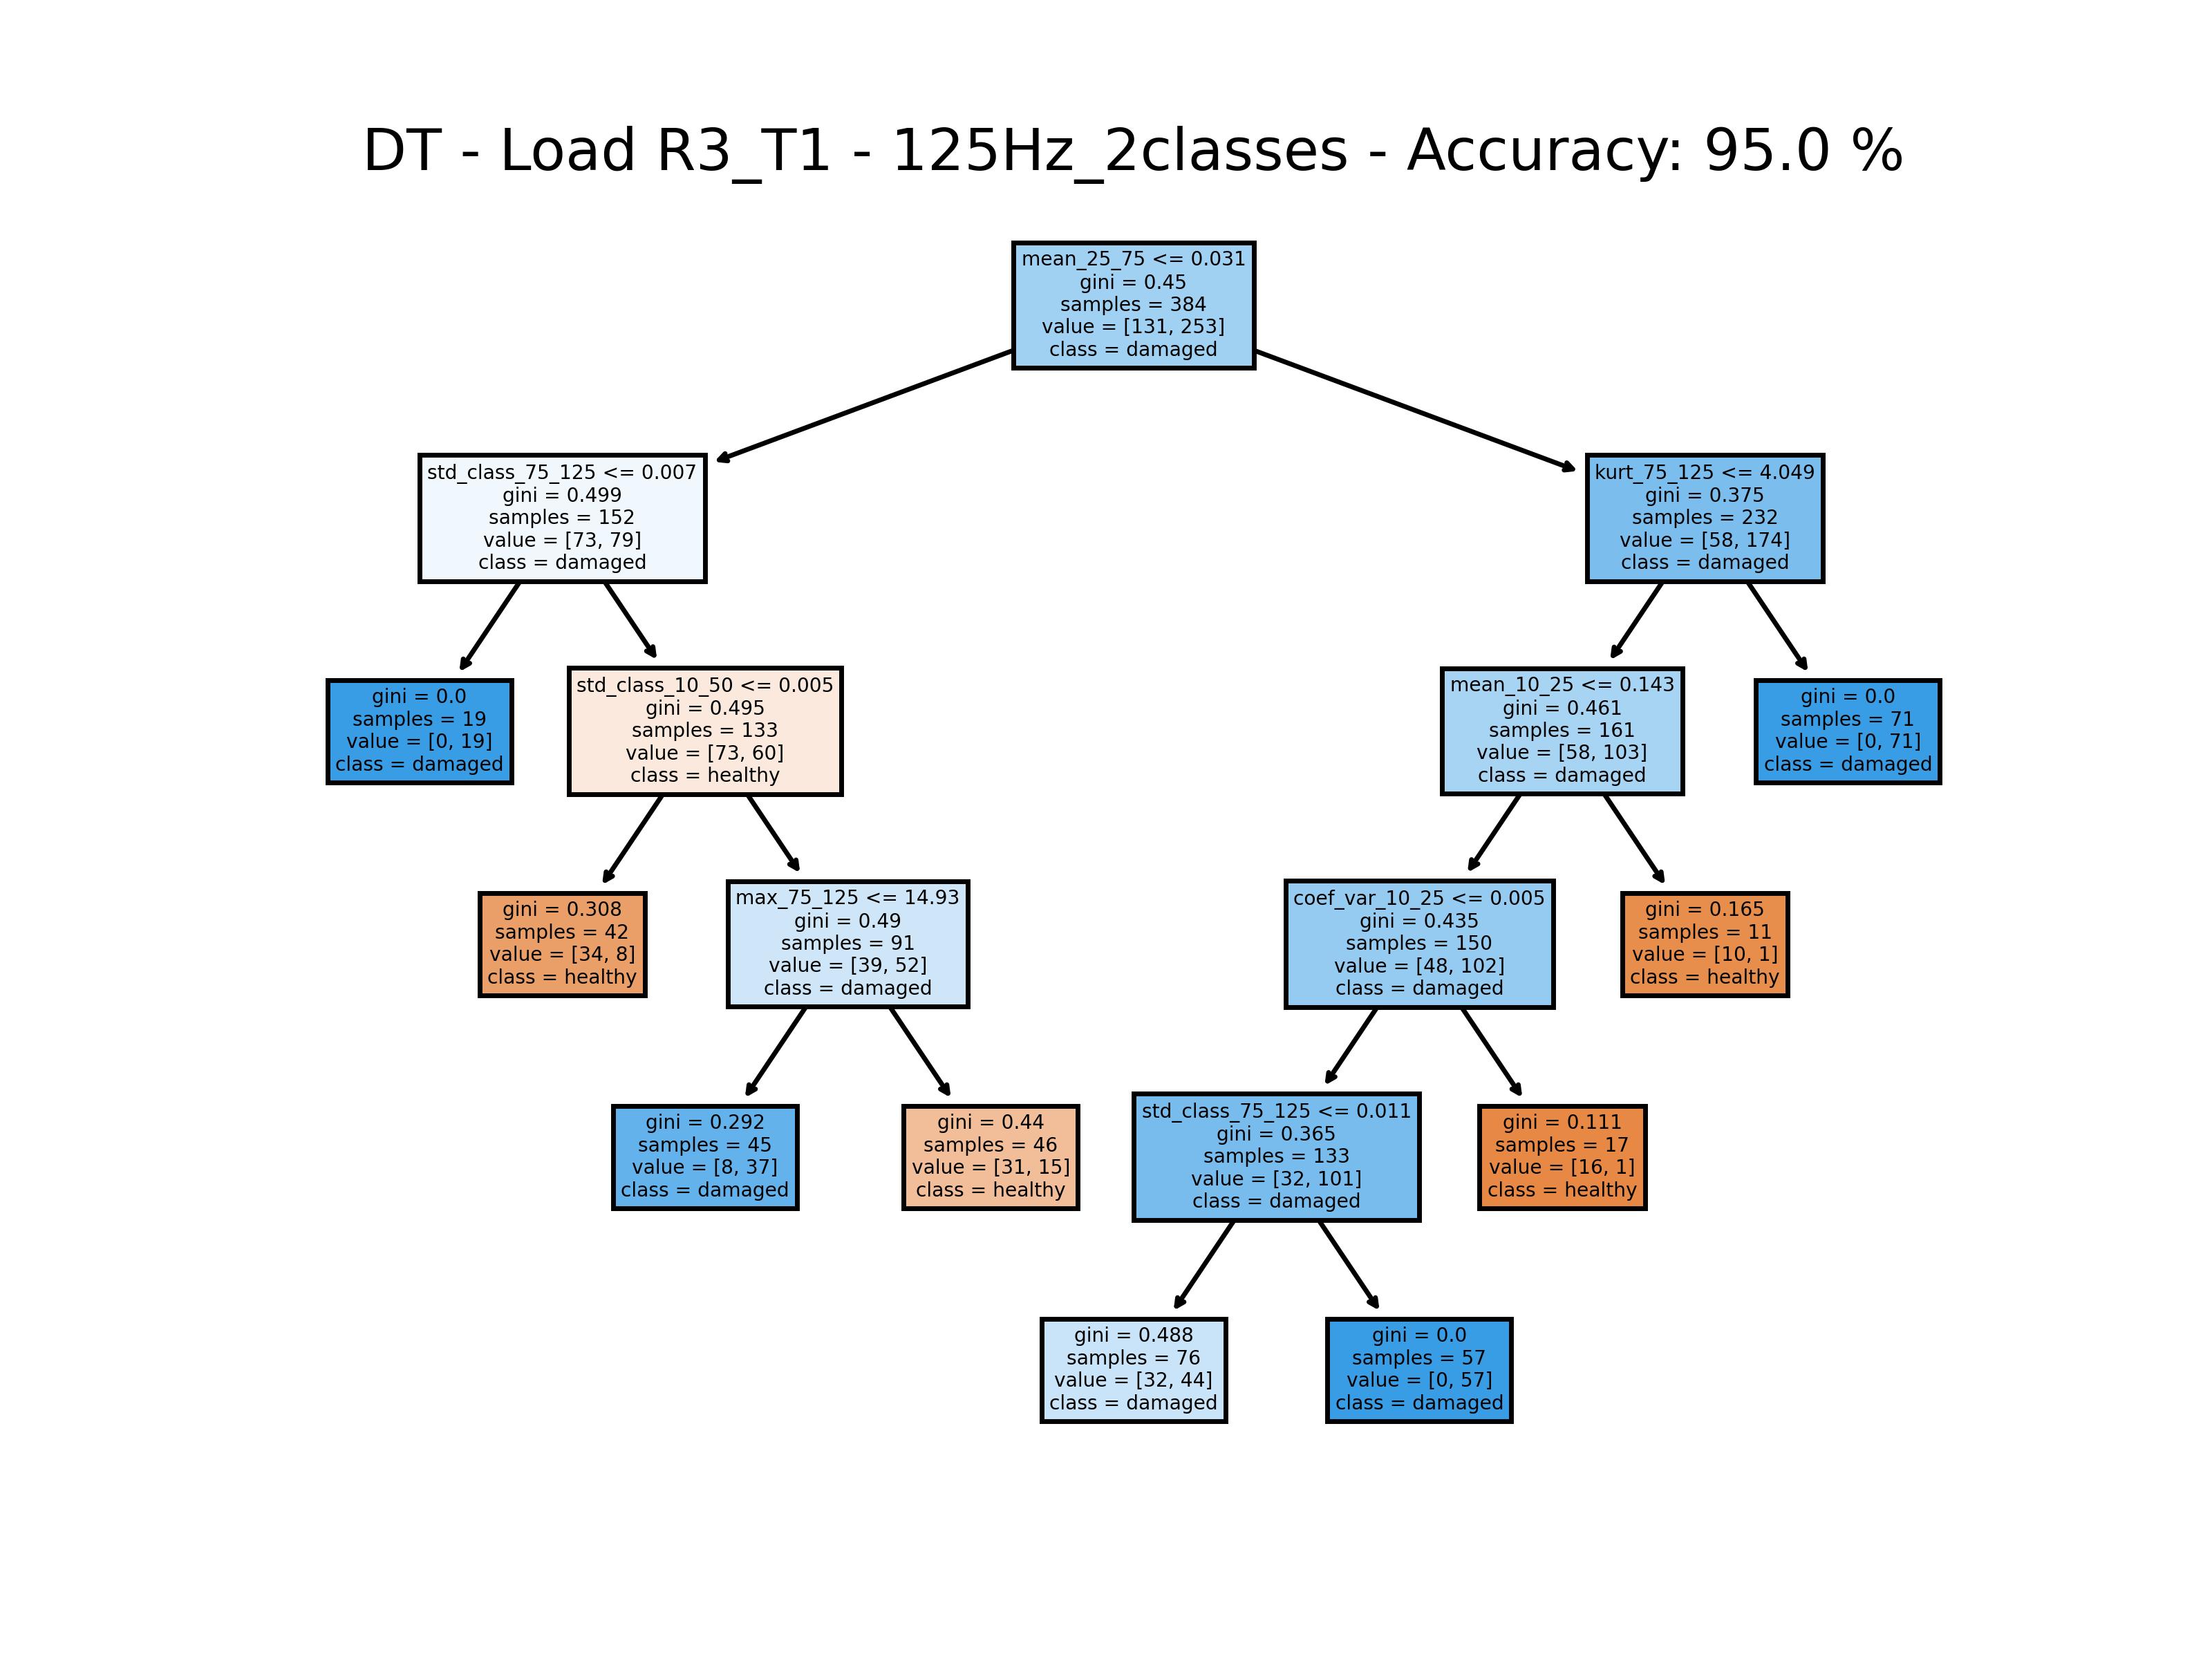 DT - Load R3_T1 - 125Hz_2classes - Accuracy: 95.0 %
mean_25_75 <= 0.031
gini = 0.45
samples = 384
value = [131, 253]
class = damaged
std_class_75_125 <= 0.007
gini = 0.499
samples = 152
value = [73, 79]
class = damaged
kurt_75_125 <= 4.049
gini = 0.375
samples = 232
value = [58, 174]
class = damaged
gini = 0.0
samples = 19
value = [0, 19]
class = damaged
std_class_10_50 <= 0.005
gini = 0.495
samples = 133
value = [73, 60]
class = healthy
mean_10_25 <= 0.143
gini = 0.461
samples = 161
value = [58, 103]
class = damaged
gini = 0.0
samples = 71
value = [0, 71]
class = damaged
gini = 0.308
samples = 42
value = [34, 8]
class = healthy
max_75_125 <= 14.93
gini = 0.49
samples = 91
value = [39, 52]
class = damaged
coef_var_10_25 <= 0.005
gini = 0.435
samples = 150
value = [48, 102]
class = damaged
gini = 0.165
samples = 11
value = [10, 1]
class = healthy
gini = 0.292
samples = 45
value = [8, 37]
class = damaged
gini = 0.44
samples = 46
value = [31, 15]
class = healthy
std_class_75_125 <= 0.011
gini = 0.365
samples = 133
value = [32, 101]
class = damaged
gini = 0.111
samples = 17
value = [16, 1]
class = healthy
gini = 0.488
samples = 76
value = [32, 44]
class = damaged
gini = 0.0
samples = 57
value = [0, 57]
class = damaged